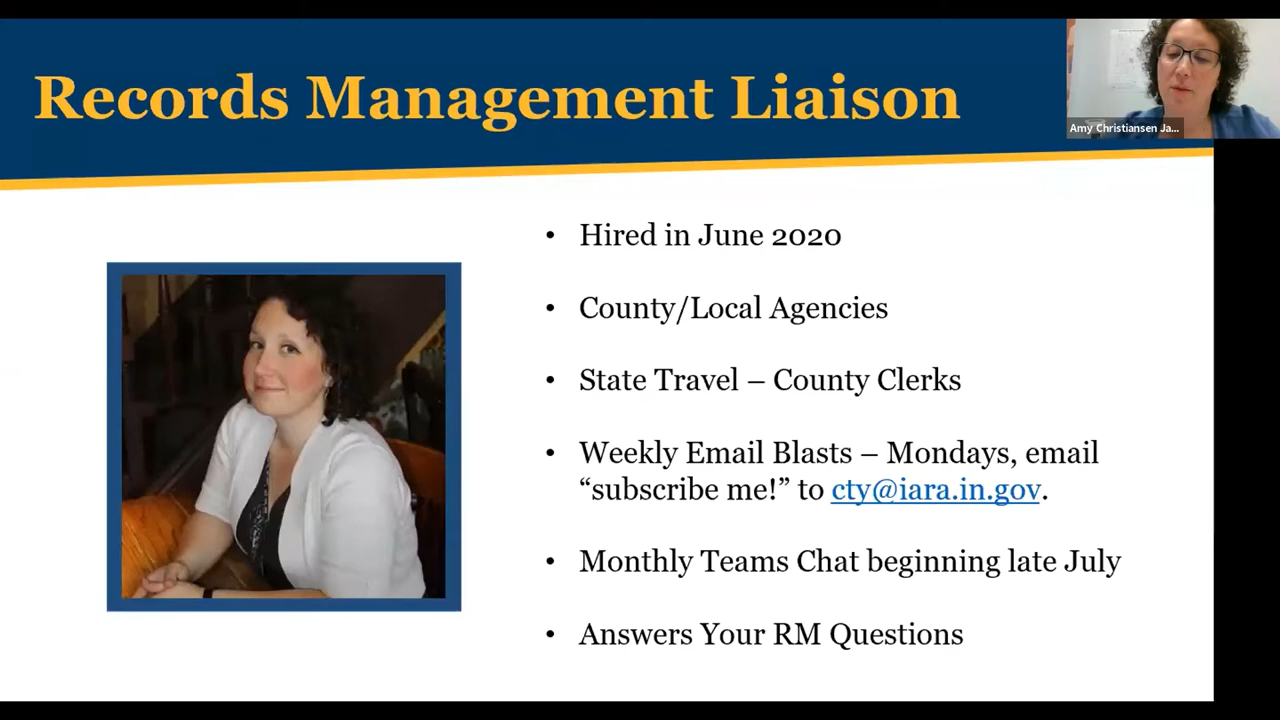 Records Management Liaison
Amy Christiansen Ja...
• Hired in June 2020
• County/Local Agencies
• State Travel – County Clerks
• Weekly Email Blasts – Mondays, email
“subscribe me!” to cty@iara.in.gov.
• Monthly Teams Chat beginning late July
• Answers Your RM Questions